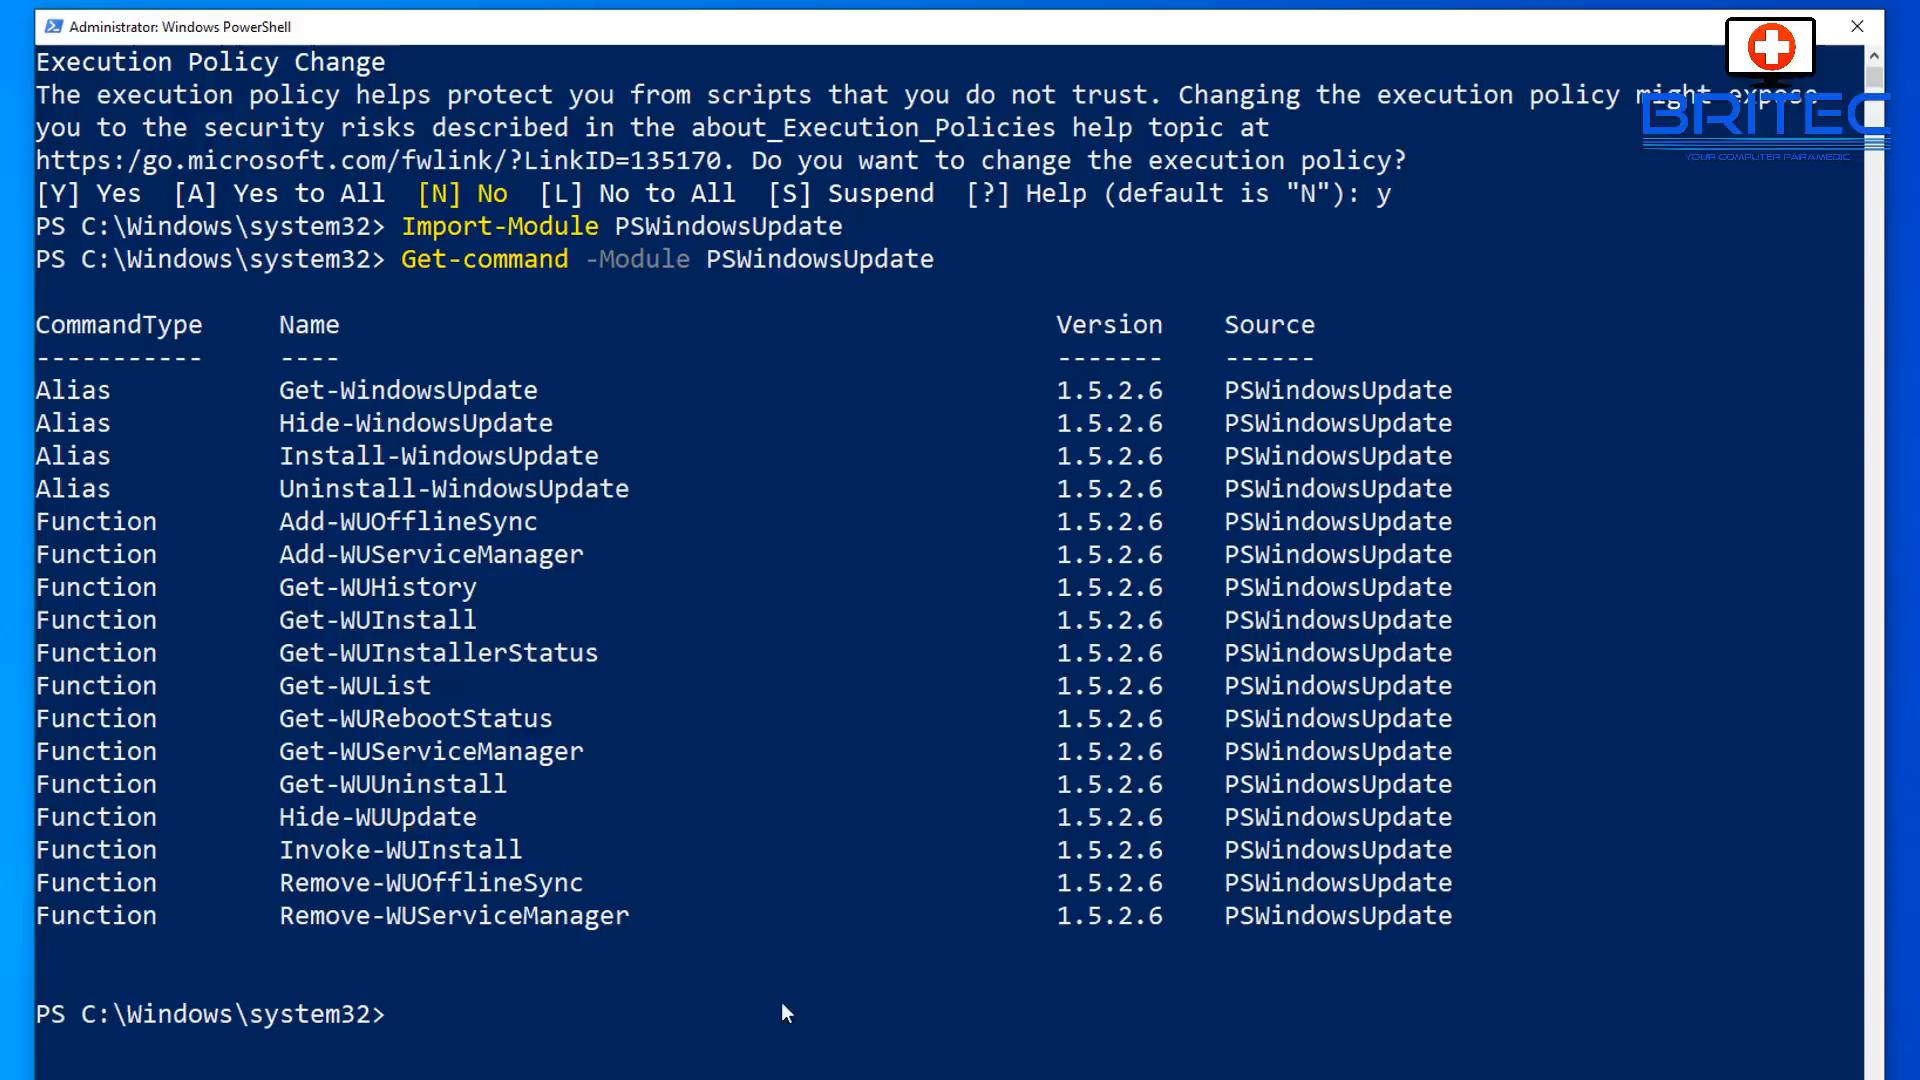 Administrator: Windows PowerShell
Execution Policy Change
The execution policy helps protect you from scripts that you do not trust. Changing the execution policy might expose
you to the security risks described in the about_Execution_Policies help topic at
https:/go.microsoft.com/fwlink/?LinkID=135170. Do you want to change the execution policy?
[Y] Yes  [A] Yes to All  [N] No  [L] No to All  [S] Suspend  [?] Help (default is "N"): y
PS C:\Windows\system32> Import-Module PSWindowsUpdate
PS C:\Windows\system32> Get-command -Module PSWindowsUpdate
CommandType     Name     Version    Source
-----------     ----     -------    ------
Alias     Get-WindowsUpdate     1.5.2.6    PSWindowsUpdate
Alias     Hide-WindowsUpdate     1.5.2.6    PSWindowsUpdate
Alias     Install-WindowsUpdate     1.5.2.6    PSWindowsUpdate
Alias     Uninstall-WindowsUpdate     1.5.2.6    PSWindowsUpdate
Function     Add-WUOfflineSync     1.5.2.6    PSWindowsUpdate
Function     Add-WUServiceManager     1.5.2.6    PSWindowsUpdate
Function     Get-WUHistory     1.5.2.6    PSWindowsUpdate
Function     Get-WUInstall     1.5.2.6    PSWindowsUpdate
Function     Get-WUInstallerStatus     1.5.2.6    PSWindowsUpdate
Function     Get-WUList     1.5.2.6    PSWindowsUpdate
Function     Get-WURebootStatus     1.5.2.6    PSWindowsUpdate
Function     Get-WUServiceManager     1.5.2.6    PSWindowsUpdate
Function     Get-WUUninstall     1.5.2.6    PSWindowsUpdate
Function     Hide-WUUpdate     1.5.2.6    PSWindowsUpdate
Function     Invoke-WUInstall     1.5.2.6    PSWindowsUpdate
Function     Remove-WUOfflineSync     1.5.2.6    PSWindowsUpdate
Function     Remove-WUServiceManager     1.5.2.6    PSWindowsUpdate
PS C:\Windows\system32>
BRITEC
YOUR COMPUTER PARAMEDIC